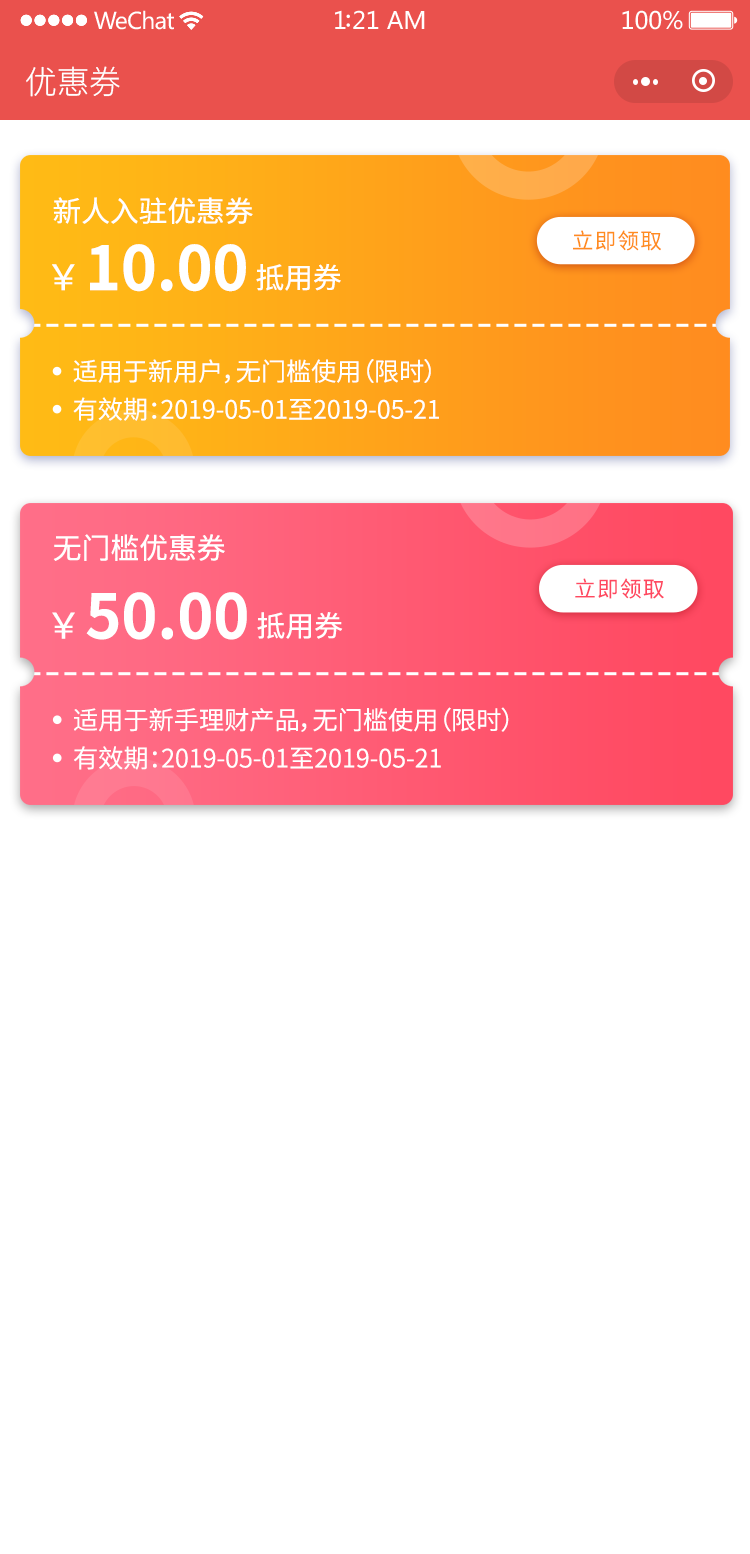 WeChat 1:21 AM 100%
优惠券
新人入驻优惠券
¥ 10.00 抵用券
立即领取
• 适用于新用户，无门槛使用（限时）
• 有效期：2019-05-01至2019-05-21
无门槛优惠券
¥ 50.00 抵用券
立即领取
• 适用于新手理财产品，无门槛使用（限时）
• 有效期：2019-05-01至2019-05-21